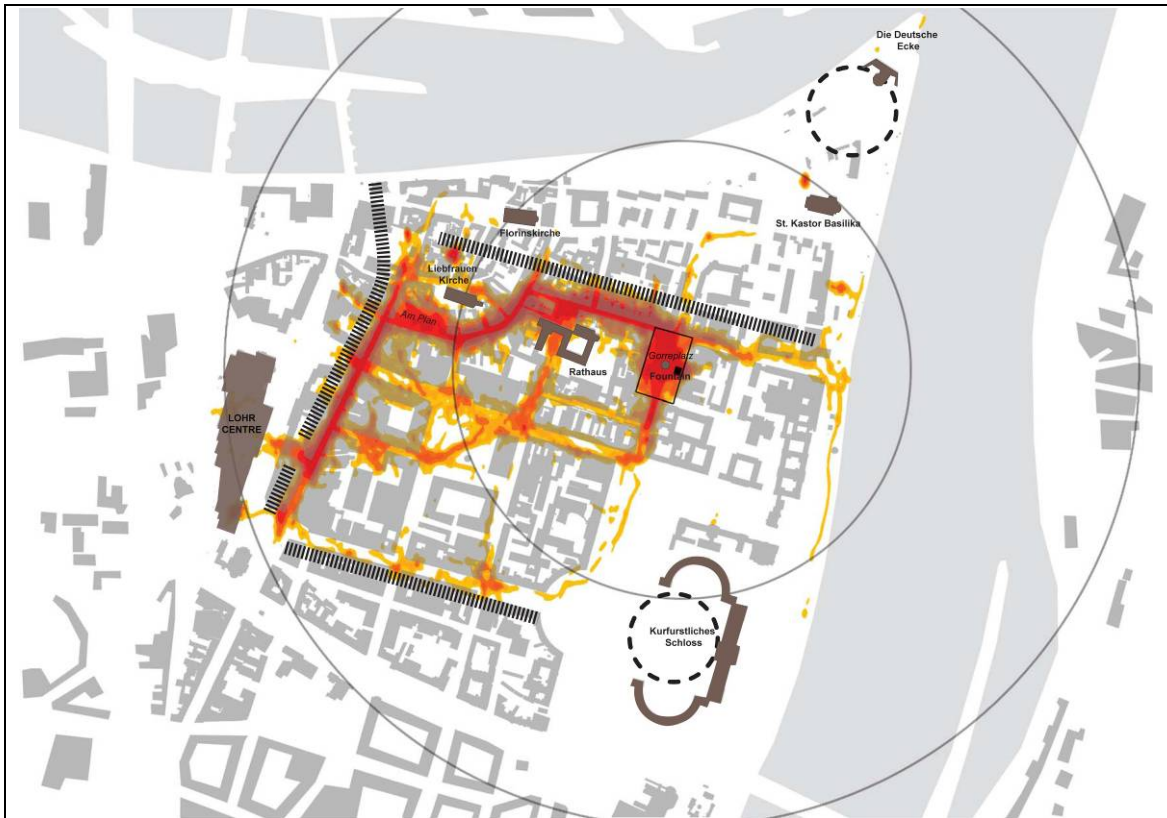 Die Deutsche
Ecke
St. Kastor Basilika
Florinskirche
Liebfrauen
Kirche
Am Plan
Gorreplatz
Fountain
Rathaus
LOHR
CENTRE
Kurfurstliches
Schloss